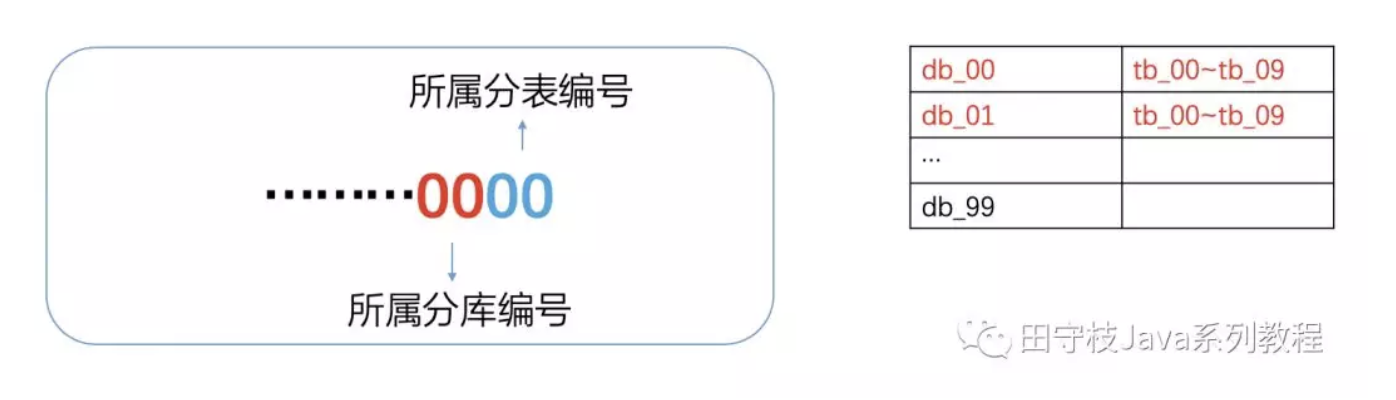 所属分表编号
………0000
所属分库编号
db_00 tb_00~tb_09
db_01 tb_00~tb_09
...
db_99
田守枝Java系列教程